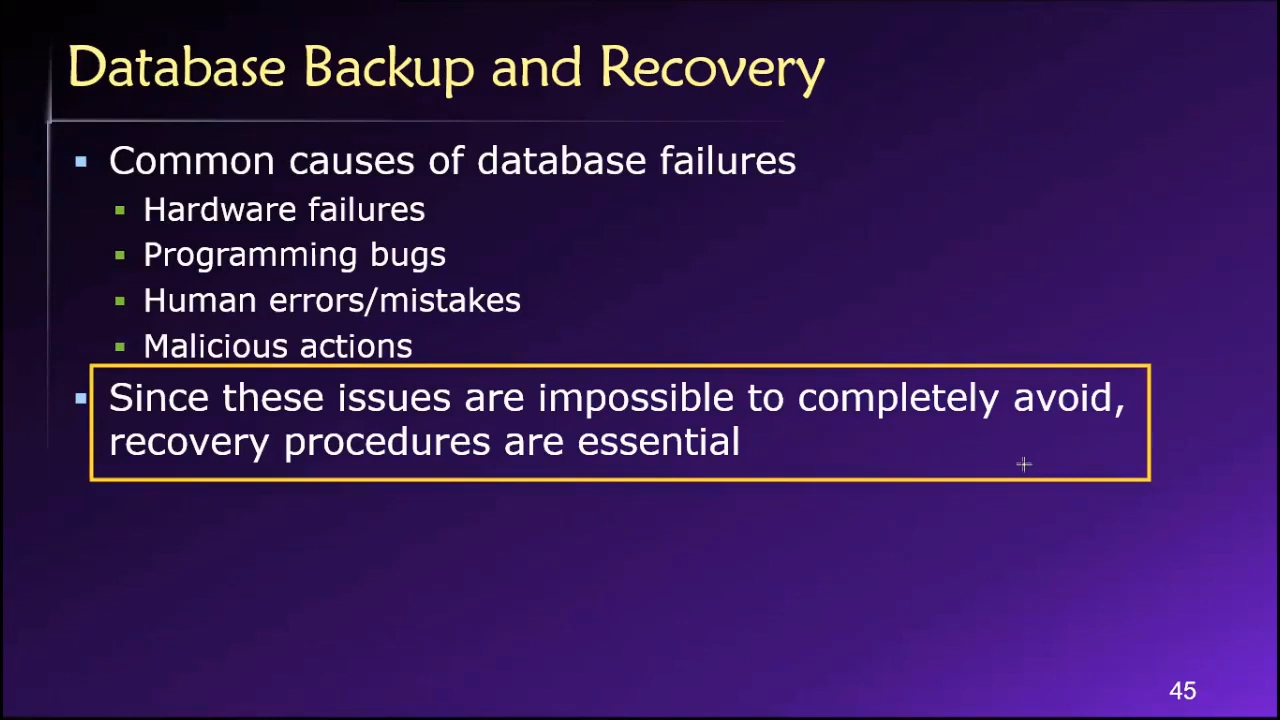 Database Backup and Recovery
Common causes of database failures
Hardware failures
Programming bugs
Human errors/mistakes
Malicious actions
Since these issues are impossible to completely avoid,
recovery procedures are essential
45